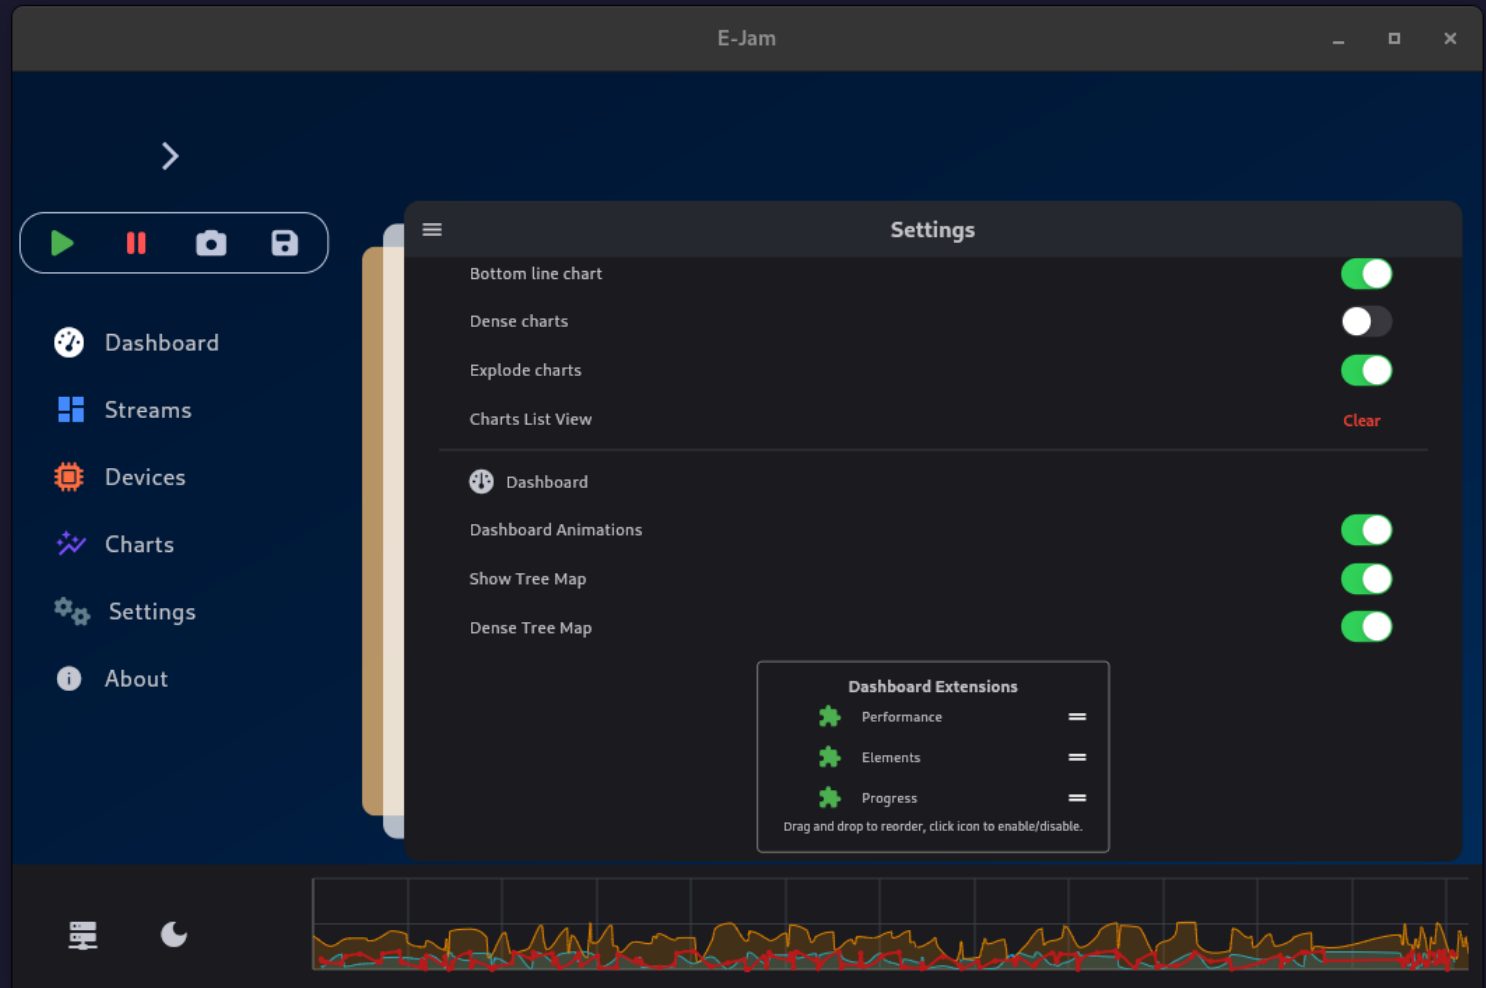 E-Jam
Dashboard
Streams
Devices
Charts
Settings
About
Settings
Bottom line chart
Dense charts
Explode charts
Charts List View
Clear
Dashboard
Dashboard Animations
Show Tree Map
Dense Tree Map
Dashboard Extensions
Performance
Elements
Progress
Drag and drop to reorder, click icon to enable/disable.